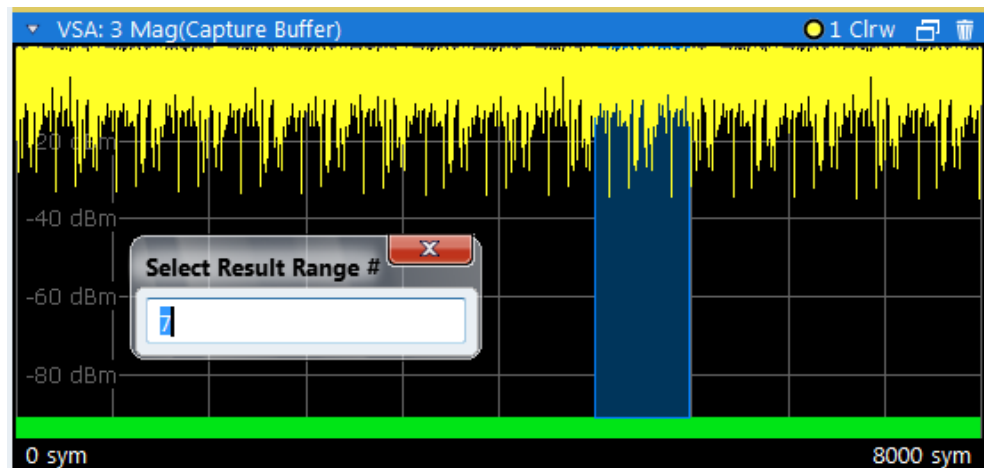 VSA: 3 Mag(Capture Buffer) 1 Clrw
-20 dBm
-40 dBm
Select Result Range #
-60 dBm
7
-80 dBm
0 sym 8000 sym